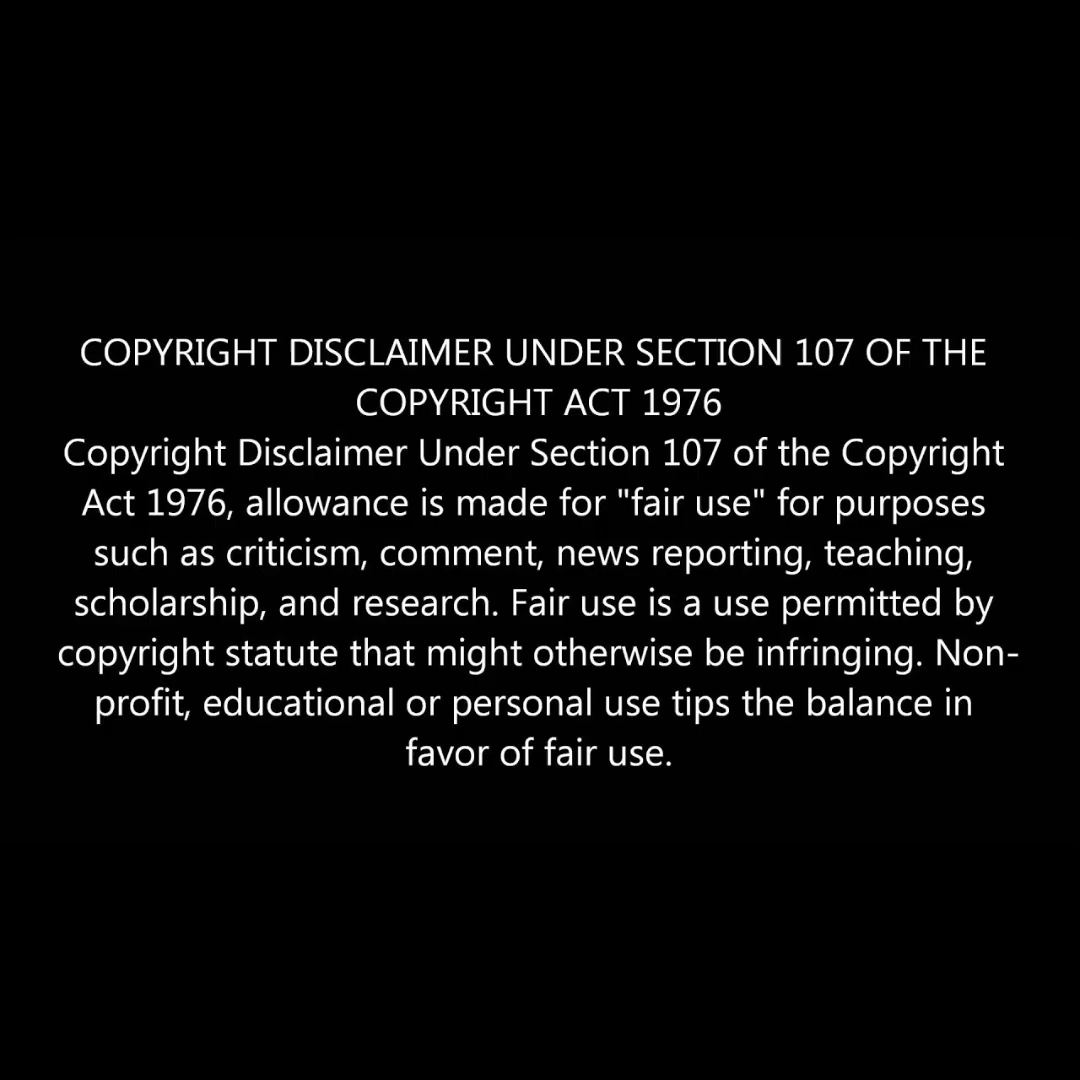 COPYRIGHT DISCLAIMER UNDER SECTION 107 OF THE
COPYRIGHT ACT 1976
Copyright Disclaimer Under Section 107 of the Copyright
Act 1976, allowance is made for "fair use" for purposes
such as criticism, comment, news reporting, teaching,
scholarship, and research. Fair use is a use permitted by
copyright statute that might otherwise be infringing. Non-
profit, educational or personal use tips the balance in
favor of fair use.